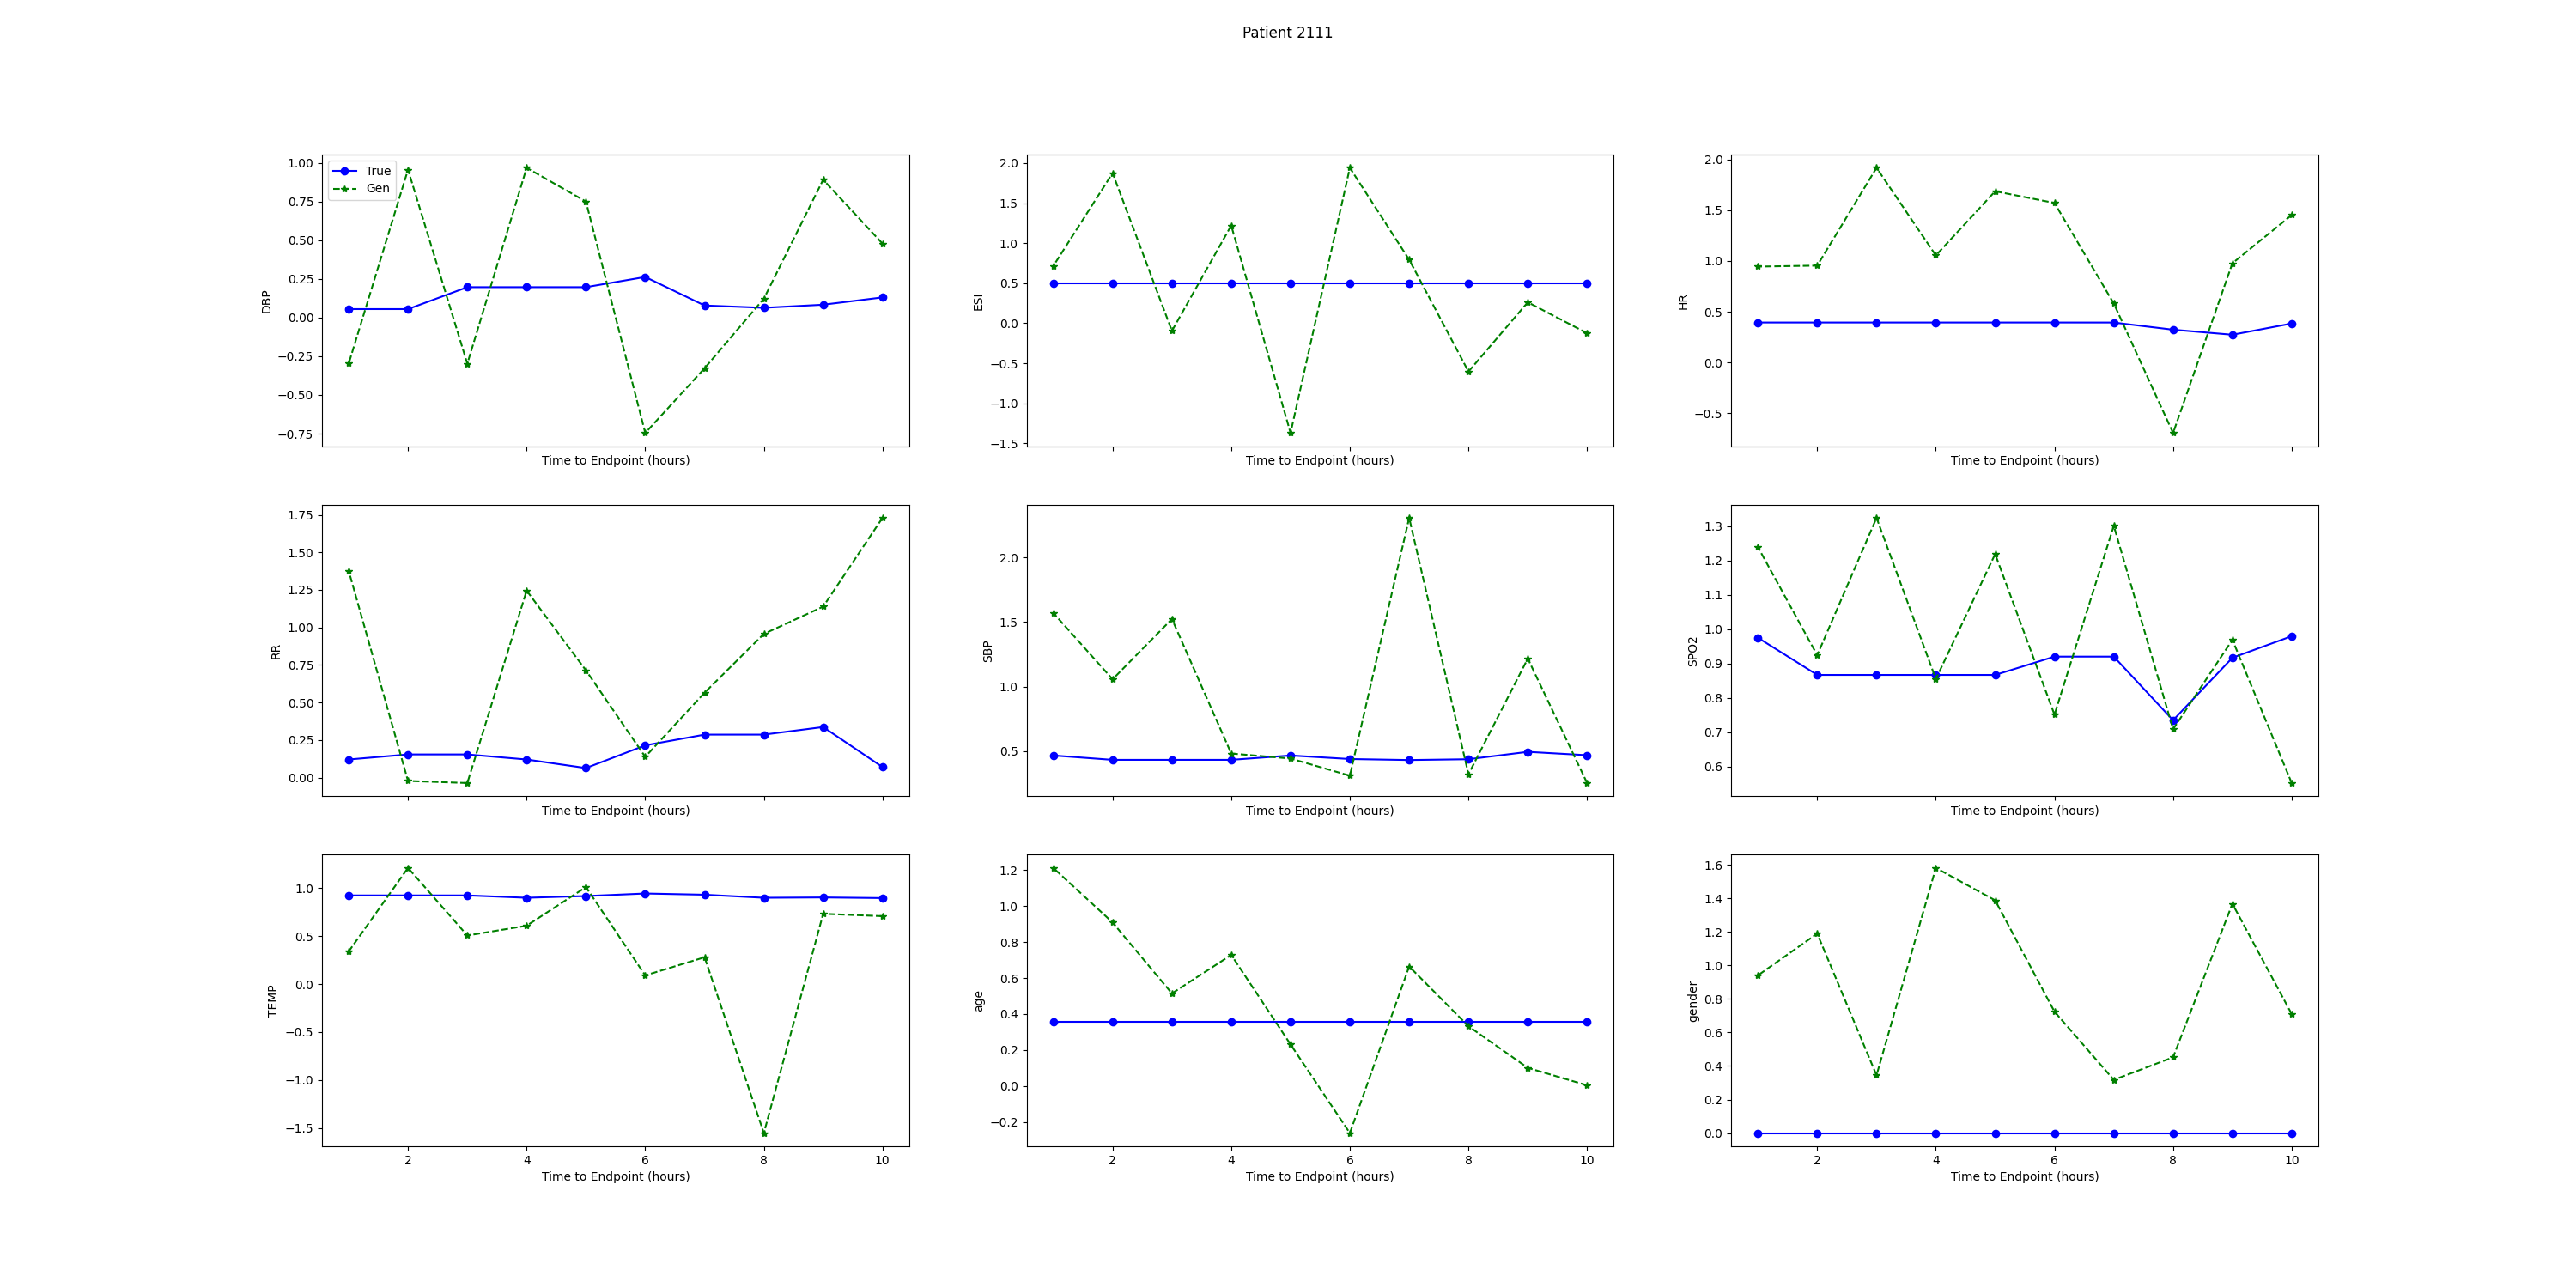 Patient 2111
1.00
0.75
0.50
0.25
0.00
−0.25
−0.50
−0.75
DBP
True
Gen
Time to Endpoint (hours)
2.0
1.5
1.0
0.5
0.0
−0.5
−1.0
−1.5
ESI
Time to Endpoint (hours)
2.0
1.5
1.0
0.5
0.0
−0.5
HR
Time to Endpoint (hours)
1.75
1.50
1.25
1.00
0.75
0.50
0.25
0.00
RR
Time to Endpoint (hours)
2.0
1.5
1.0
0.5
SBP
Time to Endpoint (hours)
1.3
1.2
1.1
1.0
0.9
0.8
0.7
0.6
SPO2
Time to Endpoint (hours)
1.0
0.5
0.0
−0.5
−1.0
−1.5
TEMP
2 4 6 8 10
Time to Endpoint (hours)
1.2
1.0
0.8
0.6
0.4
0.2
0.0
−0.2
age
2 4 6 8 10
Time to Endpoint (hours)
1.6
1.4
1.2
1.0
0.8
0.6
0.4
0.2
0.0
gender
2 4 6 8 10
Time to Endpoint (hours)